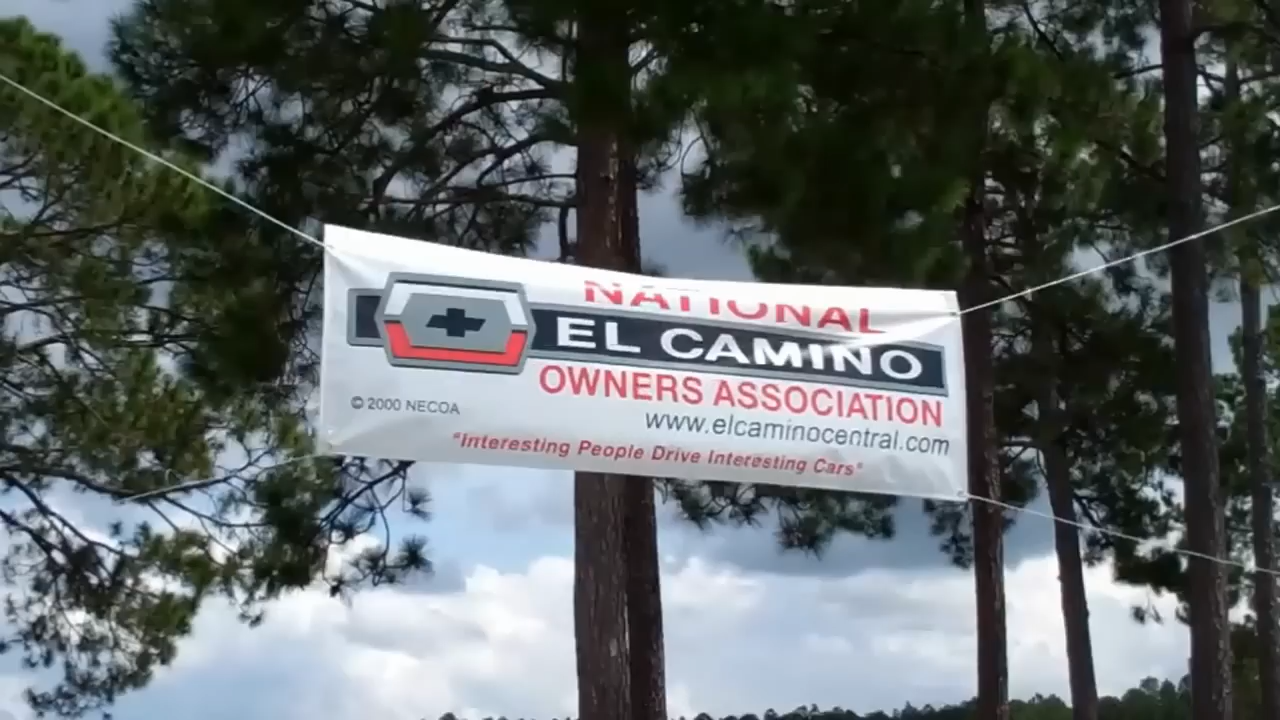 NATIONAL
EL CAMINO
OWNERS ASSOCIATION
© 2000 NECOA
www.elcaminocentral.com
"Interesting People Drive Interesting Cars"